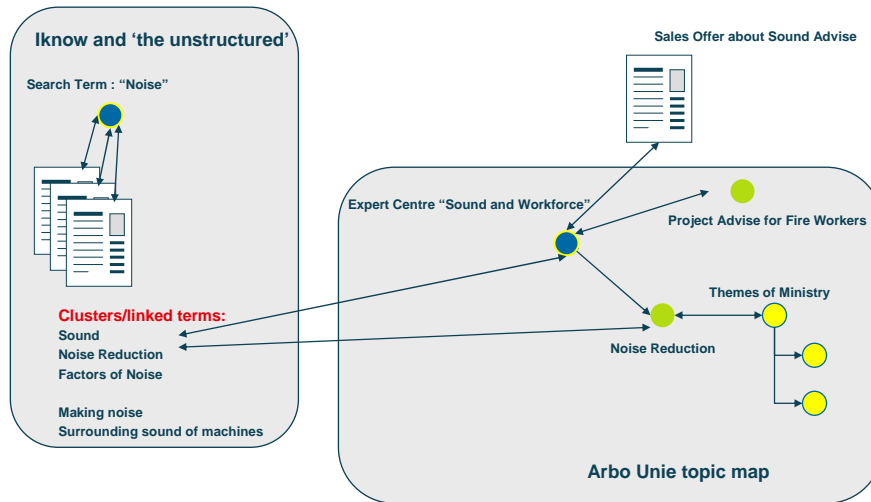 Iknow and ‘the unstructured’
Search Term : “Noise”
Clusters/linked terms:
Sound
Noise Reduction
Factors of Noise
Making noise
Surrounding sound of machines
Sales Offer about Sound Advise
Expert Centre “Sound and Workforce”
Project Advise for Fire Workers
Themes of Ministry
Noise Reduction
Arbo Unie topic map